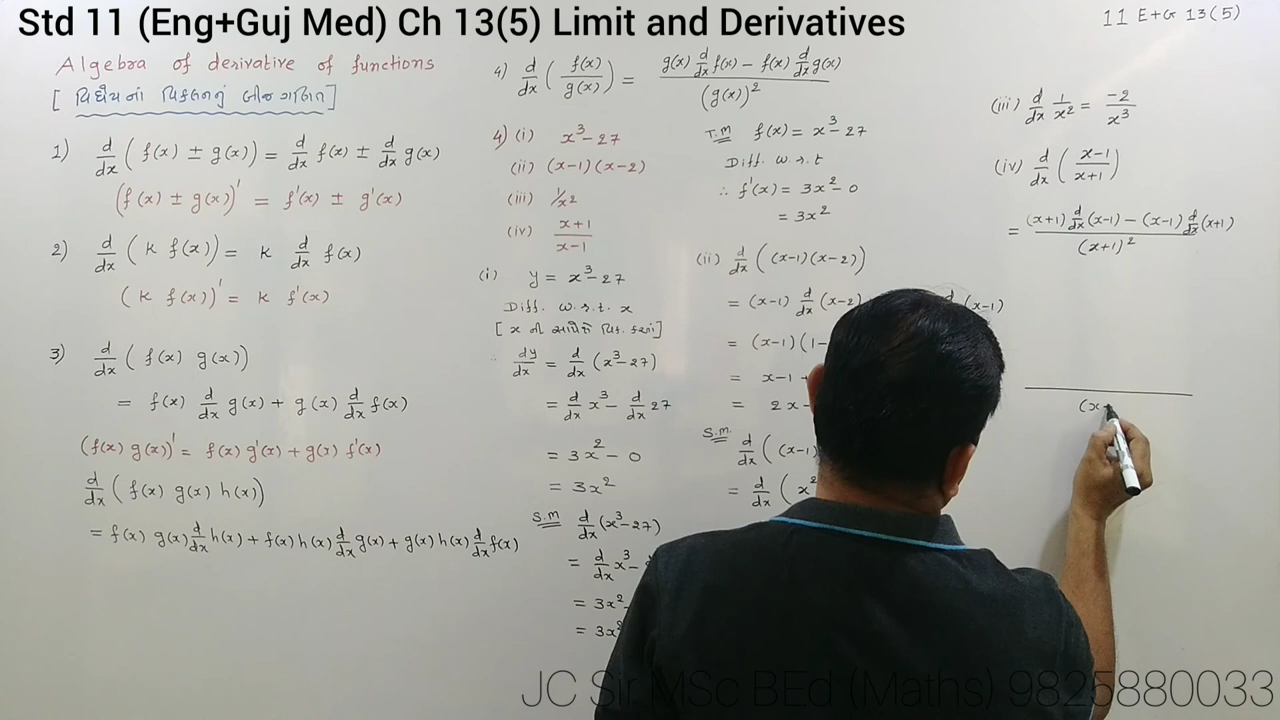 Std 11 (Eng+Guj Med) Ch 13(5) Limit and Derivatives
11 E+G 13(5)
Algebra of derivative of functions
[ વિધેયનાં વિકલનનું બીજગણિત ]
1) d/dx (f(x) ± g(x)) = d/dx f(x) ± d/dx g(x)
(f(x) ± g(x))' = f'(x) ± g'(x)
2) d/dx (K f(x)) = K d/dx f(x)
(K f(x))' = K f'(x)
3) d/dx (f(x) g(x))
= f(x) d/dx g(x) + g(x) d/dx f(x)
(f(x) g(x))' = f(x) g'(x) + g(x) f'(x)
d/dx (f(x) g(x) h(x))
= f(x) g(x) d/dx h(x) + f(x) h(x) d/dx g(x) + g(x) h(x) d/dx f(x)
4) d/dx (f(x)/g(x)) = (g(x) d/dx f(x) − f(x) d/dx g(x)) / (g(x))²
4) (i) x³−27
(ii) (x−1)(x−2)
(iii) 1/x²
(iv) (x+1)/(x−1)
(i) y = x³−27
Diff. w.r.t. x
[ x ની સાપેક્ષે વિક. કરતાં ]
∴ dy/dx = d/dx (x³−27)
= d/dx x³ − d/dx 27
= 3x² − 0
= 3x²
S.M d/dx (x³−27)
= d/dx x³ −
= 3x²
= 3x²
T.M f(x) = x³−27
Diff. w.r.t
∴ f'(x) = 3x² − 0
= 3x²
(ii) d/dx ((x−1)(x−2))
= (x−1) d/dx (x−2) d/dx (x−1)
= (x−1)(1−
= x−1 +
= 2x−
S.M. d/dx ((x−1)
= d/dx (x²
(iii) d/dx 1/x² = −2/x³
(iv) d/dx ((x−1)/(x+1))
= ((x+1) d/dx (x−1) − (x−1) d/dx (x+1)) / (x+1)²
(x+
JC Sir MSc BEd (Maths) 9825880033